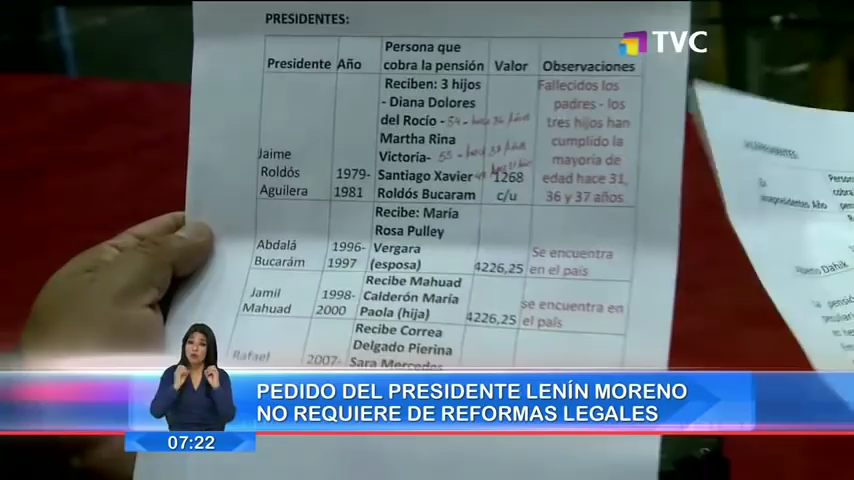 TVC
PRESIDENTES:
Presidente Año Persona que cobra la pensión Valor Observaciones
Jaime Roldós Aguilera
1979-1981
Reciben: 3 hijos
- Diana Dolores
del Rocío -
Martha Rina
Victoria-
Santiago Xavier
Roldós Bucaram
1268
c/u
Fallecidos los
padres - los
tres hijos han
cumplido la
mayoría de
edad hace 31,
36 y 37 años
Abdalá
Bucarám
1996-
1997
Recibe: María
Rosa Pulley
Vergara
(esposa)
4226,25
Se encuentra
en el país
Jamil
Mahuad
1998-
2000
Recibe Mahuad
Calderón María
Paola (hija)
4226,25
se encuentra en
el país
Rafael
2007-
Recibe Correa
Delgado Pierina
Sara Mercedes
PEDIDO DEL PRESIDENTE LENÍN MORENO
NO REQUIERE DE REFORMAS LEGALES
07:22